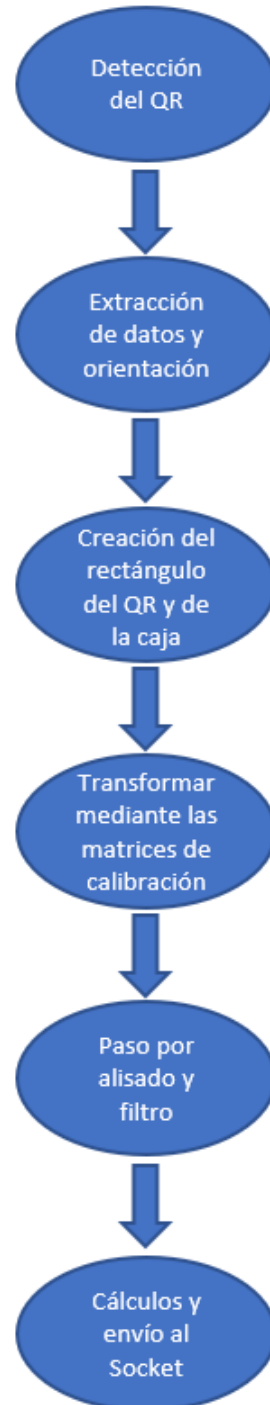 Detección
del QR
Extracción
de datos y
orientación
Creación del
rectángulo
del QR y de
la caja
Transformar
mediante las
matrices de
calibración
Paso por
alisado y
filtro
Cálculos y
envío al
Socket